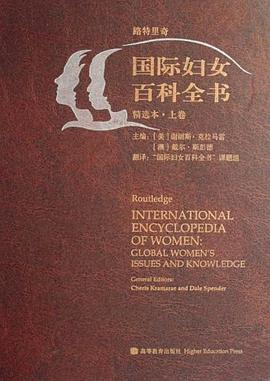 路特里奇
国际妇女
百科全书
精选本·上卷
主编:[美]谢丽斯·克拉马雷
[澳]戴尔·斯彭德
翻译:“国际妇女百科全书”课题组
Routledge
INTERNATIONAL
ENCYCLOPEDIA
OF WOMEN:
GLOBAL WOMEN'S
ISSUES AND KNOWLEDGE
General Editors:
Cheris Kramarae and Dale Spender
高等教育出版社 Higher Education Press